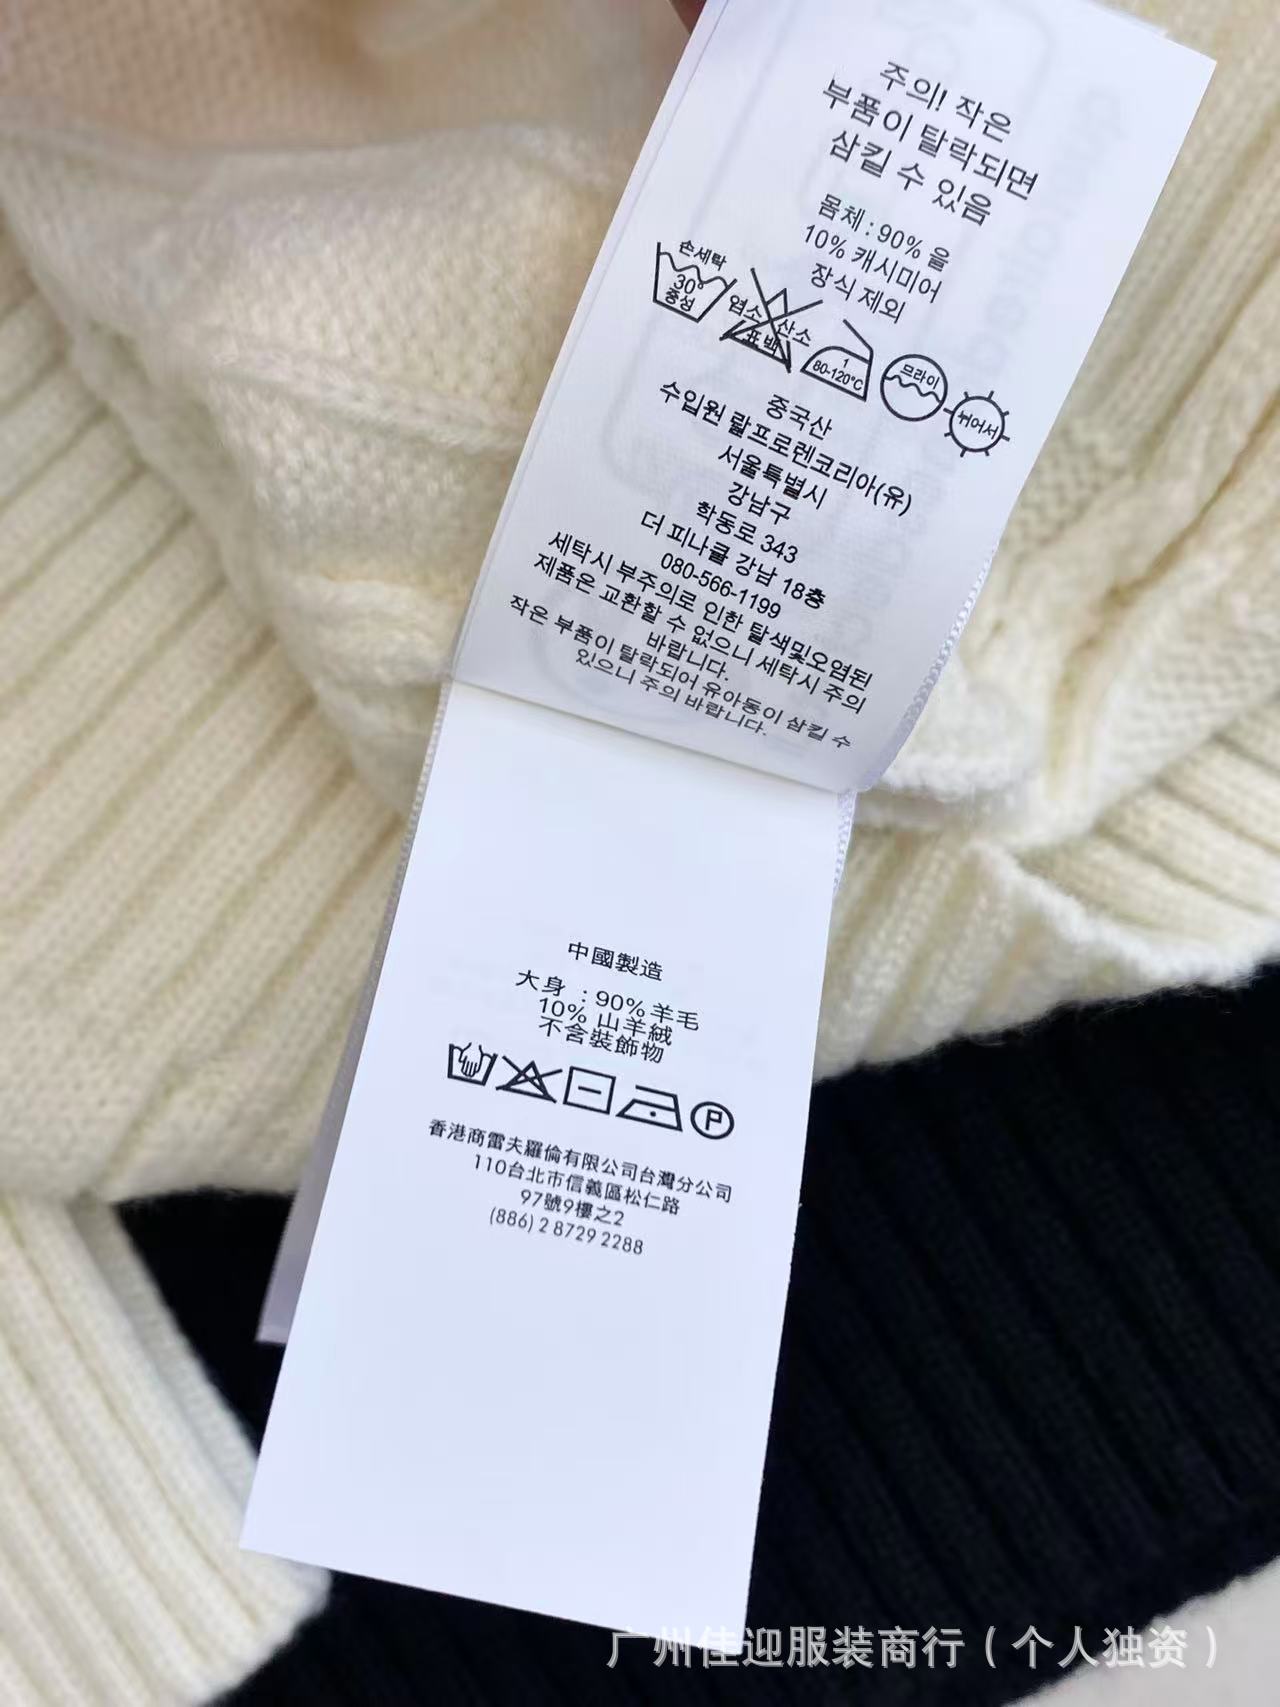 주의! 작은
부품이 탈락되면
삼킬 수 있음
몸체 : 90% 울
10% 캐시미어
장식 제외
손세탁
30°
중성
염소 산소
표백
1
80-120°C
드라이
뉘어서
중국산
수입원 랄프로렌코리아(유)
서울특별시
강남구
학동로 343
더 피나클 강남 18층
080-566-1199
세탁시 부주의로 인한 탈색및오염된
제품은 교환할 수 없으니 세탁시 주의
바랍니다.
작은 부품이 탈락되어 유아동이 삼킬 수
있으니 주의 바랍니다.
中國製造
大身 : 90% 羊毛
10% 山羊絨
不含裝飾物
P
香港商雷夫羅倫有限公司台灣分公司
110台北市信義區松仁路
97號9樓之2
(886) 2 8729 2288
广州佳迎服装商行（个人独资）